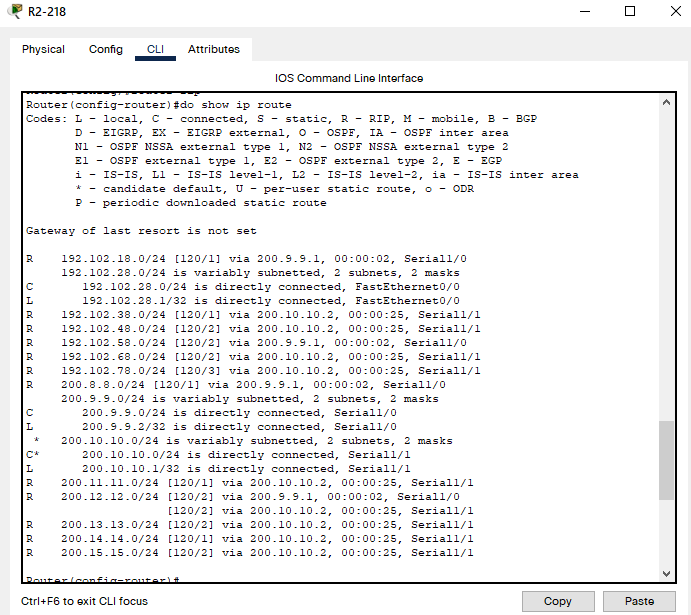 R2-218
Physical Config CLI Attributes
IOS Command Line Interface
Router(config-router)#do show ip route
Codes: L - local, C - connected, S - static, R - RIP, M - mobile, B - BGP
D - EIGRP, EX - EIGRP external, O - OSPF, IA - OSPF inter area
N1 - OSPF NSSA external type 1, N2 - OSPF NSSA external type 2
E1 - OSPF external type 1, E2 - OSPF external type 2, E - EGP
i - IS-IS, L1 - IS-IS level-1, L2 - IS-IS level-2, ia - IS-IS inter area
* - candidate default, U - per-user static route, o - ODR
P - periodic downloaded static route
Gateway of last resort is not set
R 192.102.18.0/24 [120/1] via 200.9.9.1, 00:00:02, Serial1/0
192.102.28.0/24 is variably subnetted, 2 subnets, 2 masks
C 192.102.28.0/24 is directly connected, FastEthernet0/0
L 192.102.28.1/32 is directly connected, FastEthernet0/0
R 192.102.38.0/24 [120/1] via 200.10.10.2, 00:00:25, Serial1/1
R 192.102.48.0/24 [120/2] via 200.10.10.2, 00:00:25, Serial1/1
R 192.102.58.0/24 [120/2] via 200.9.9.1, 00:00:02, Serial1/0
R 192.102.68.0/24 [120/2] via 200.10.10.2, 00:00:25, Serial1/1
R 192.102.78.0/24 [120/3] via 200.10.10.2, 00:00:25, Serial1/1
R 200.8.8.0/24 [120/1] via 200.9.9.1, 00:00:02, Serial1/0
200.9.9.0/24 is variably subnetted, 2 subnets, 2 masks
C 200.9.9.0/24 is directly connected, Serial1/0
L 200.9.9.2/32 is directly connected, Serial1/0
* 200.10.10.0/24 is variably subnetted, 2 subnets, 2 masks
C* 200.10.10.0/24 is directly connected, Serial1/1
L 200.10.10.1/32 is directly connected, Serial1/1
R 200.11.11.0/24 [120/1] via 200.10.10.2, 00:00:25, Serial1/1
R 200.12.12.0/24 [120/2] via 200.9.9.1, 00:00:02, Serial1/0
[120/2] via 200.10.10.2, 00:00:25, Serial1/1
R 200.13.13.0/24 [120/2] via 200.10.10.2, 00:00:25, Serial1/1
R 200.14.14.0/24 [120/2] via 200.10.10.2, 00:00:25, Serial1/1
R 200.15.15.0/24 [120/2] via 200.10.10.2, 00:00:25, Serial1/1
Router(config-router)#
Ctrl+F6 to exit CLI focus
Copy Paste